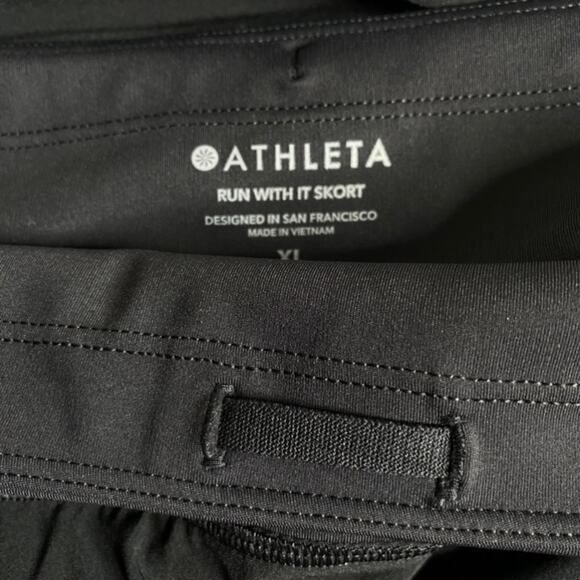 ATHLETA
RUN WITH IT SKORT
DESIGNED IN SAN FRANCISCO
MADE IN VIETNAM
XL